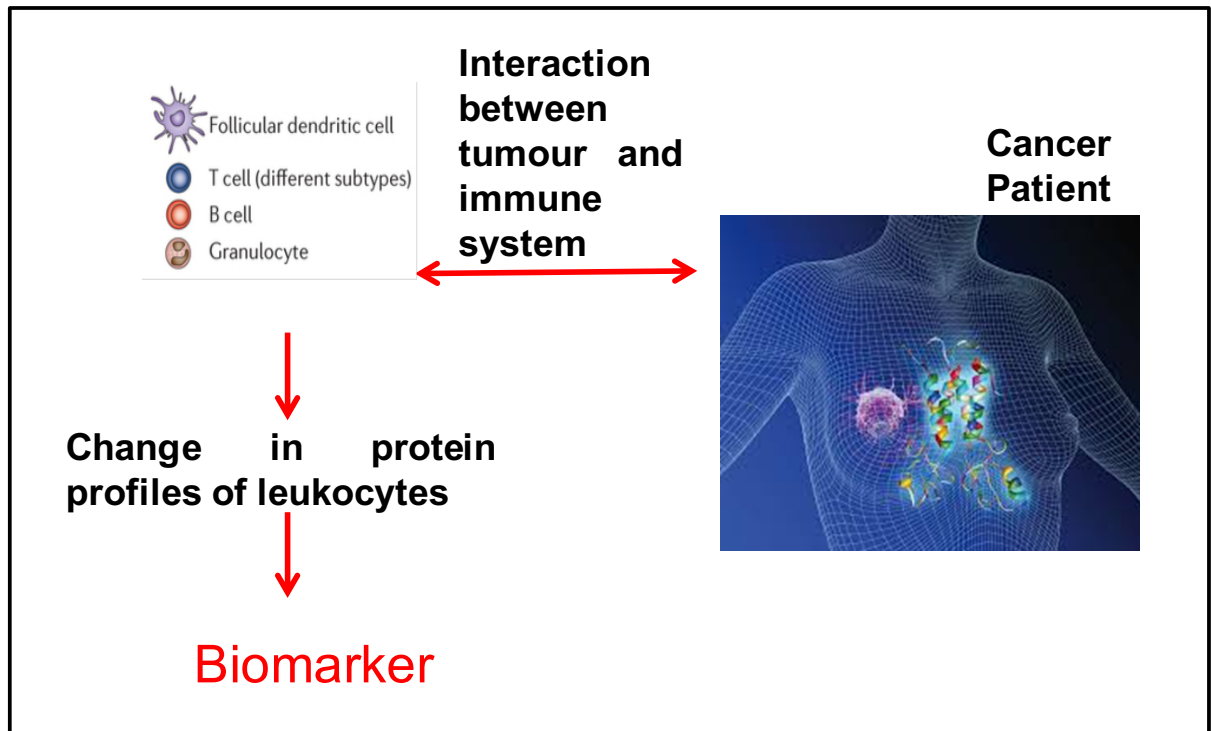 Follicular dendritic cell
T cell (different subtypes)
B cell
Granulocyte
Interaction
between
tumour and
immune
system
Cancer
Patient
Change in protein
profiles of leukocytes
Biomarker